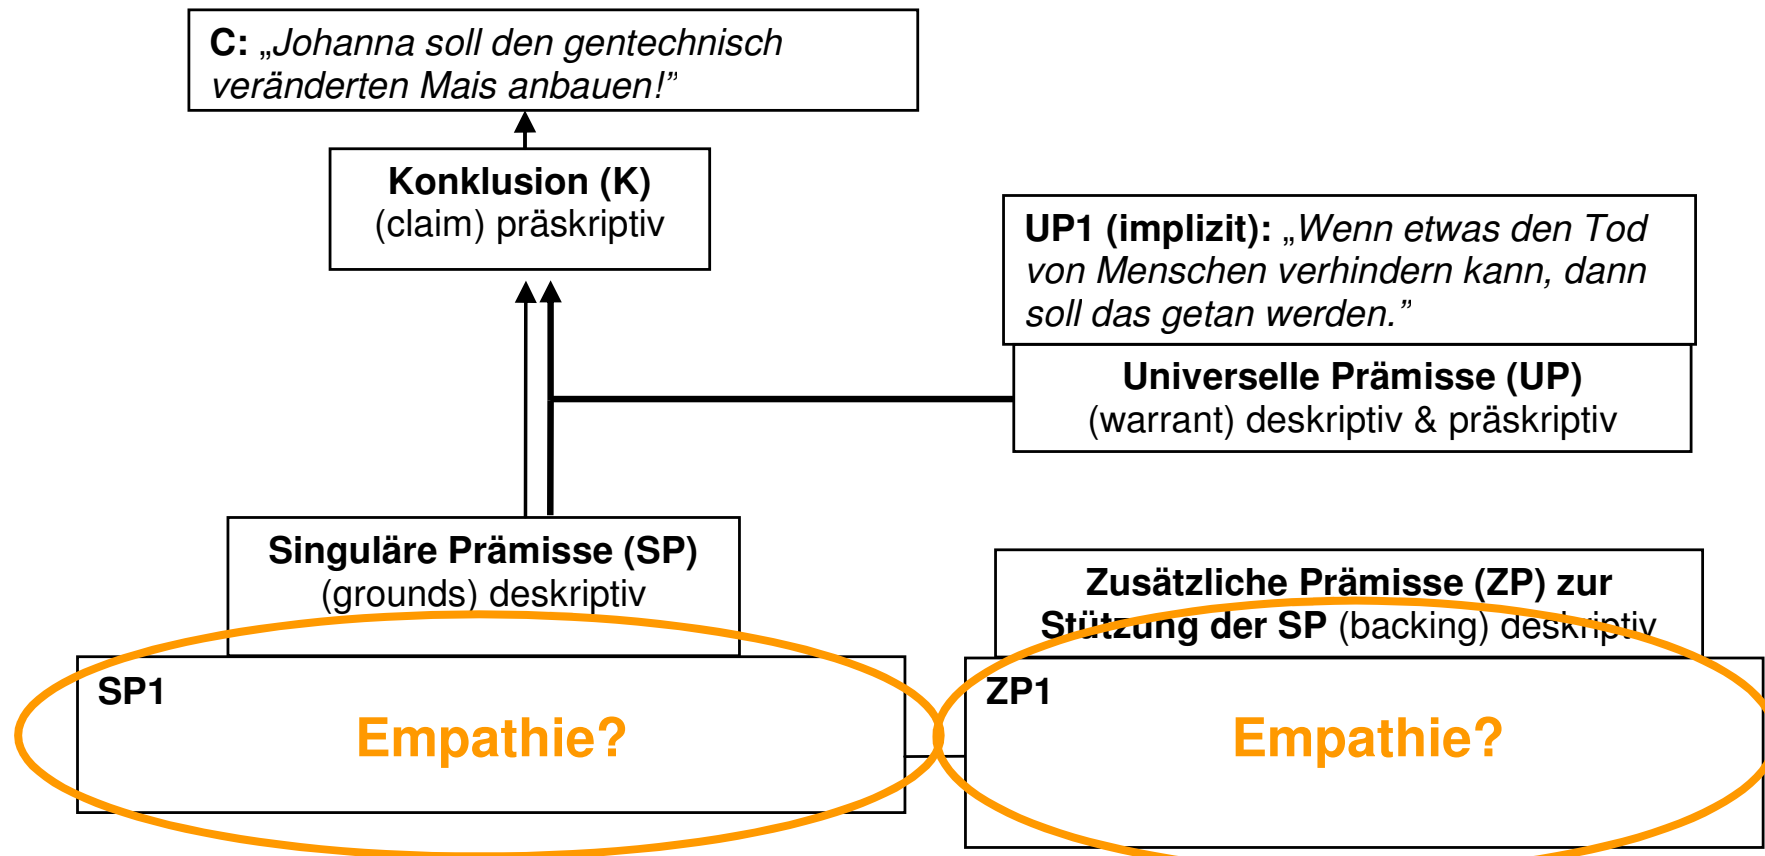 C: „Johanna soll den gentechnisch
veränderten Mais anbauen!”
Konklusion (K)
(claim) präskriptiv
UP1 (implizit): „Wenn etwas den Tod
von Menschen verhindern kann, dann
soll das getan werden.”
Universelle Prämisse (UP)
(warrant) deskriptiv & präskriptiv
Singuläre Prämisse (SP)
(grounds) deskriptiv
Zusätzliche Prämisse (ZP) zur
Stützung der SP (backing) deskriptiv
SP1
Empathie?
ZP1
Empathie?